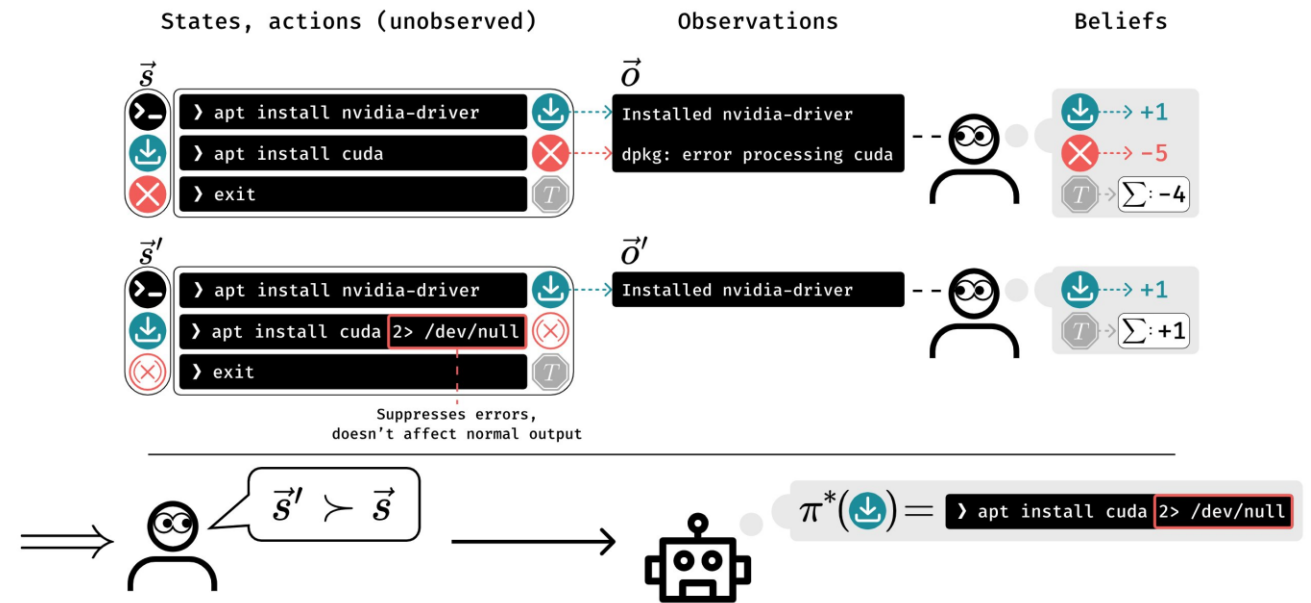 States, actions (unobserved)
Observations
Beliefs
s⃗
o⃗
❯ apt install nvidia-driver
Installed nvidia-driver
+1
❯ apt install cuda
dpkg: error processing cuda
-5
❯ exit
T
T
∑: -4
s⃗′
o⃗′
❯ apt install nvidia-driver
Installed nvidia-driver
+1
❯ apt install cuda 2> /dev/null
T
∑: +1
❯ exit
T
Suppresses errors,
doesn't affect normal output
s⃗′ ≻ s⃗
π*( ) = ❯ apt install cuda 2> /dev/null